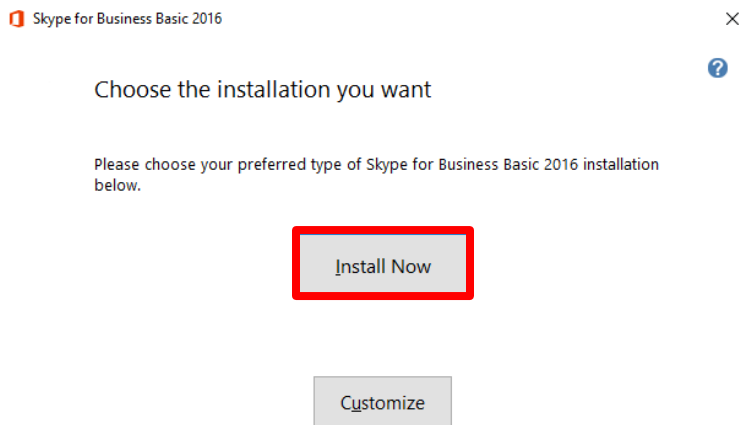 Skype for Business Basic 2016
Choose the installation you want
Please choose your preferred type of Skype for Business Basic 2016 installation
below.
Install Now
Customize